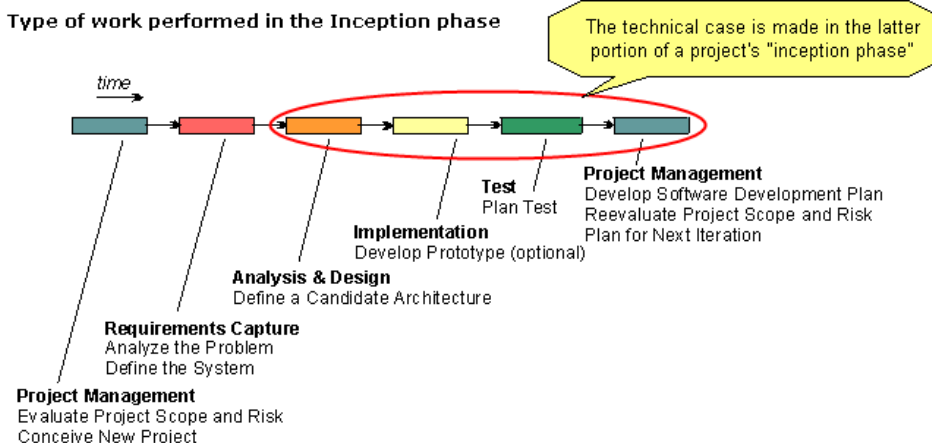 Type of work performed in the Inception phase
The technical case is made in the latter
portion of a project's "inception phase"
time
Project Management
Develop Software Development Plan
Reevaluate Project Scope and Risk
Plan for Next Iteration
Test
Plan Test
Implementation
Develop Prototype (optional)
Analysis & Design
Define a Candidate Architecture
Requirements Capture
Analyze the Problem
Define the System
Project Management
Evaluate Project Scope and Risk
Conceive New Project